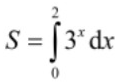 S = ∫₀² 3ˣ dx